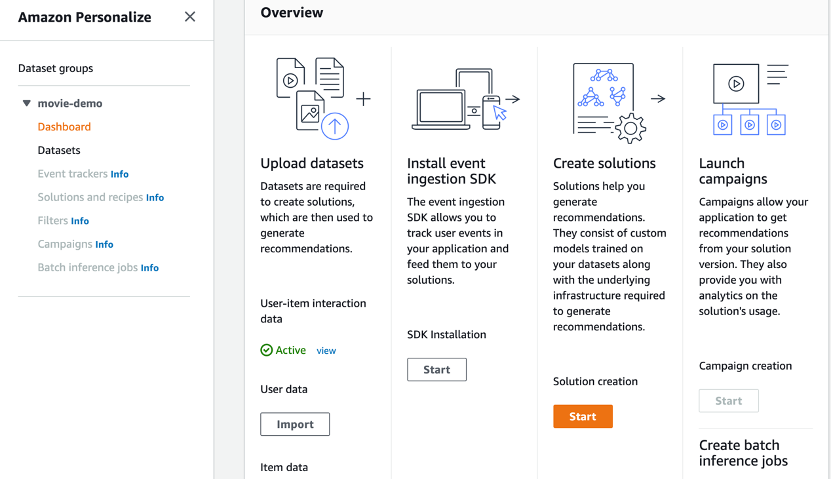 Amazon Personalize
Dataset groups
movie-demo
Dashboard
Datasets
Event trackers Info
Solutions and recipes Info
Filters Info
Campaigns Info
Batch inference jobs Info
Overview
Upload datasets
Datasets are required
to create solutions,
which are then used to
generate
recommendations.
User-item interaction
data
Active view
User data
Import
Item data
Install event
ingestion SDK
The event ingestion
SDK allows you to
track user events in
your application and
feed them to your
solutions.
SDK Installation
Start
Create solutions
Solutions help you
generate
recommendations.
They consist of custom
models trained on
your datasets along
with the underlying
infrastructure required
to generate
recommendations.
Solution creation
Start
Launch
campaigns
Campaigns allow your
application to get
recommendations
from your solution
version. They also
provide you with
analytics on the
solution's usage.
Campaign creation
Start
Create batch
inference jobs